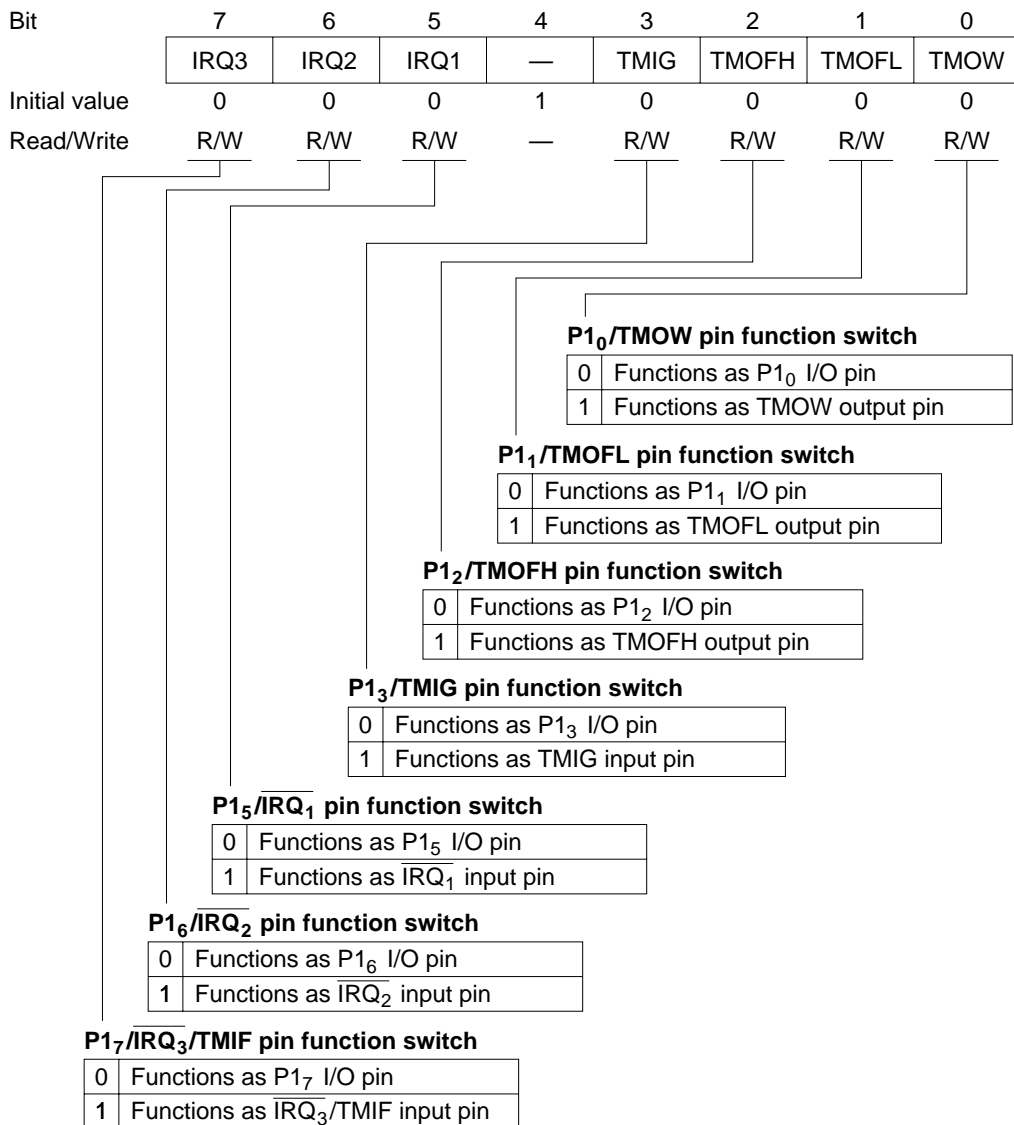 Bit 7 6 5 4 3 2 1 0
IRQ3 IRQ2 IRQ1 — TMIG TMOFH TMOFL TMOW
Initial value 0 0 0 1 0 0 0 0
Read/Write R/W R/W R/W — R/W R/W R/W R/W
P1₀/TMOW pin function switch
0 Functions as P1₀ I/O pin
1 Functions as TMOW output pin
P1₁/TMOFL pin function switch
0 Functions as P1₁ I/O pin
1 Functions as TMOFL output pin
P1₂/TMOFH pin function switch
0 Functions as P1₂ I/O pin
1 Functions as TMOFH output pin
P1₃/TMIG pin function switch
0 Functions as P1₃ I/O pin
1 Functions as TMIG input pin
P1₅/I̅R̅Q̅₁̅ pin function switch
0 Functions as P1₅ I/O pin
1 Functions as I̅R̅Q̅₁̅ input pin
P1₆/I̅R̅Q̅₂̅ pin function switch
0 Functions as P1₆ I/O pin
1 Functions as I̅R̅Q̅₂̅ input pin
P1₇/I̅R̅Q̅₃̅/TMIF pin function switch
0 Functions as P1₇ I/O pin
1 Functions as I̅R̅Q̅₃̅/TMIF input pin